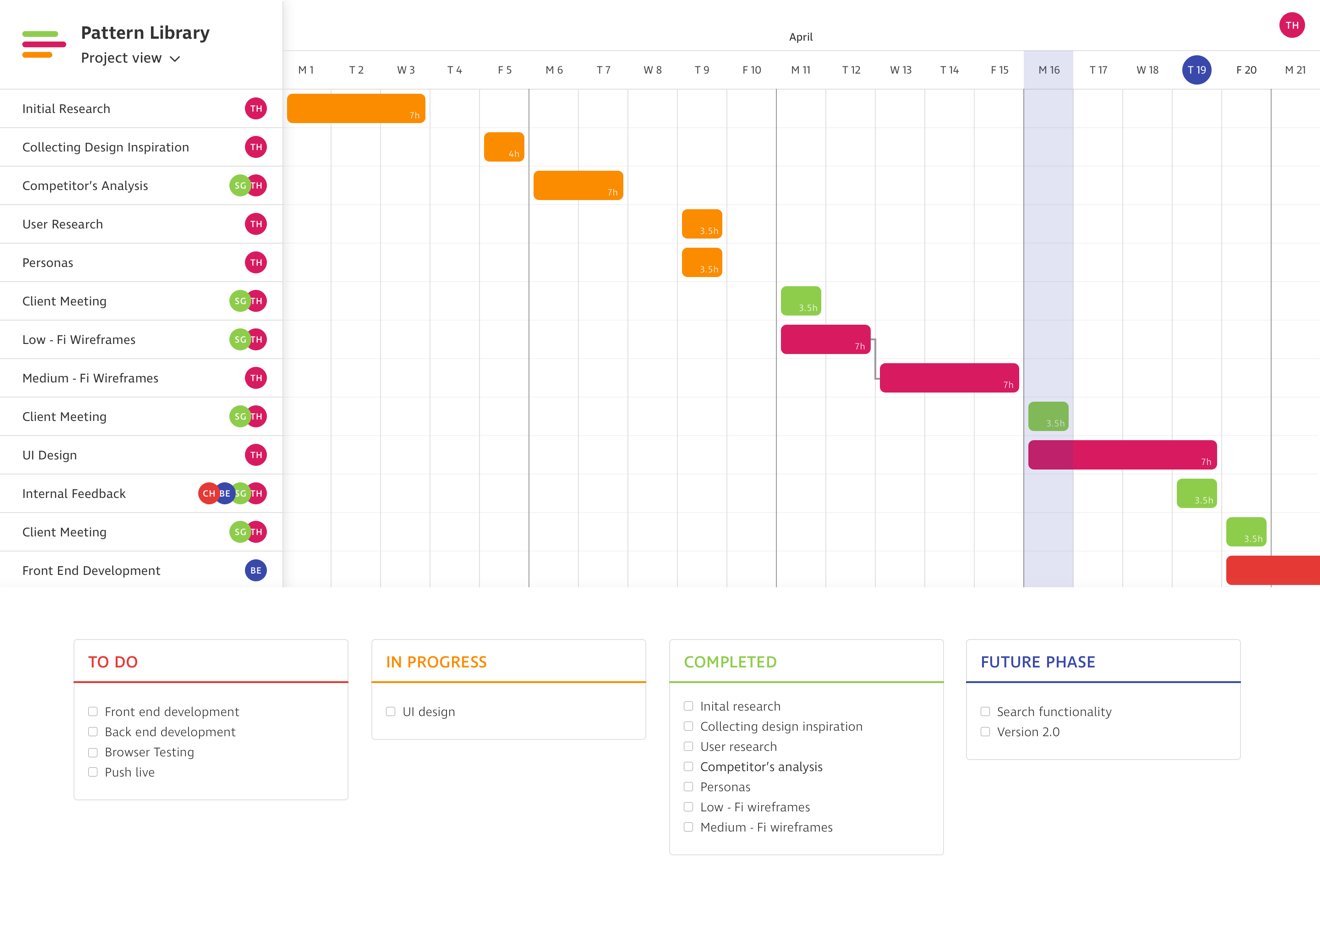 Pattern Library
Project view
TH
April
M 1 T 2 W 3 T 4 F 5 M 6 T 7 W 8 T 9 F 10 M 11 T 12 W 13 T 14 F 15 M 16 T 17 W 18 T 19 F 20 M 21
Initial Research TH 7h
Collecting Design Inspiration TH 4h
Competitor's Analysis SG TH 7h
User Research TH 3.5h
Personas TH 3.5h
Client Meeting SG TH 3.5h
Low - Fi Wireframes SG TH 7h
Medium - Fi Wireframes TH 7h
Client Meeting SG TH 3.5h
UI Design TH 7h
Internal Feedback CH BE SG TH 3.5h
Client Meeting SG TH 3.5h
Front End Development BE
TO DO
Front end development
Back end development
Browser Testing
Push live
IN PROGRESS
UI design
COMPLETED
Inital research
Collecting design inspiration
User research
Competitor's analysis
Personas
Low - Fi wireframes
Medium - Fi wireframes
FUTURE PHASE
Search functionality
Version 2.0